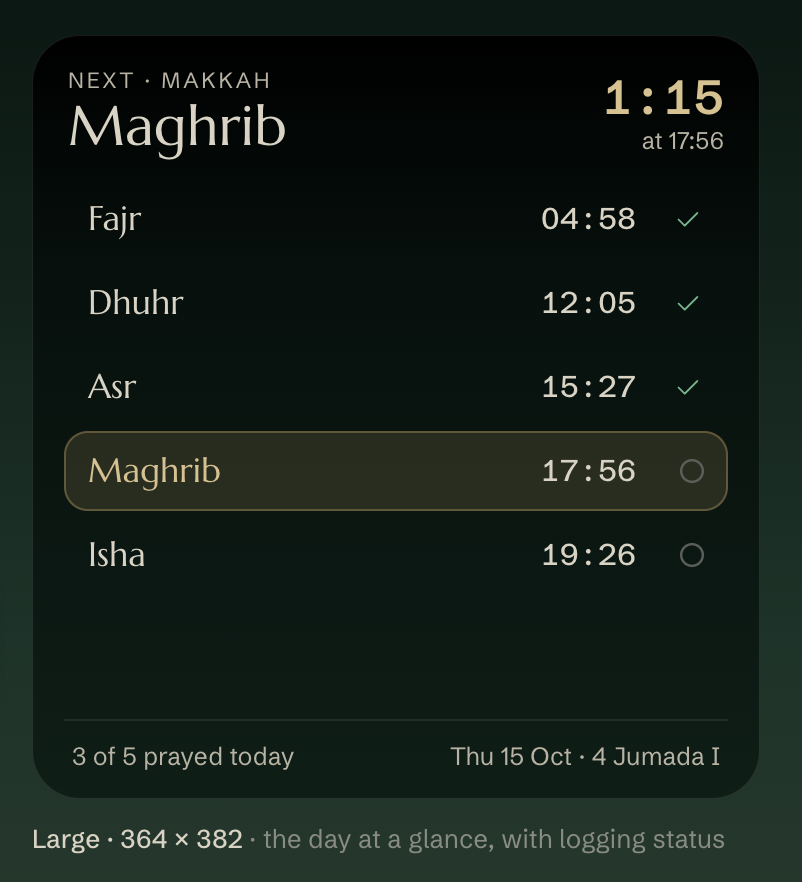 NEXT · MAKKAH
Maghrib
1:15
at 17:56
Fajr 04:58
Dhuhr 12:05
Asr 15:27
Maghrib 17:56
Isha 19:26
3 of 5 prayed today
Thu 15 Oct · 4 Jumada I
Large · 364 × 382 · the day at a glance, with logging status